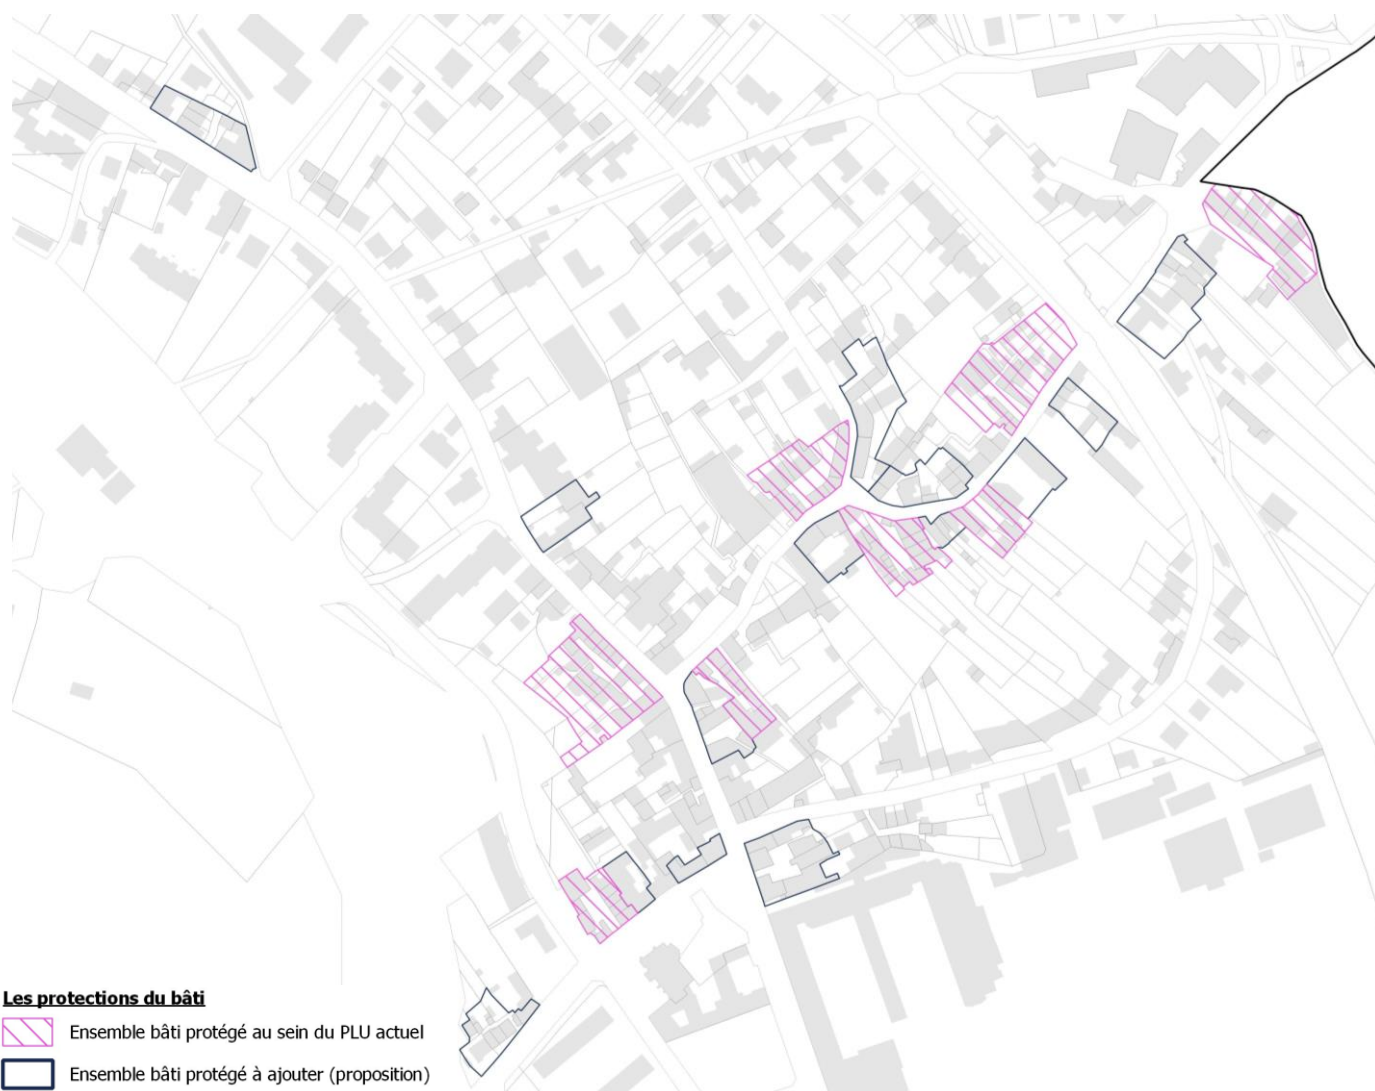 Les protections du bâti
Ensemble bâti protégé au sein du PLU actuel
Ensemble bâti protégé à ajouter (proposition)